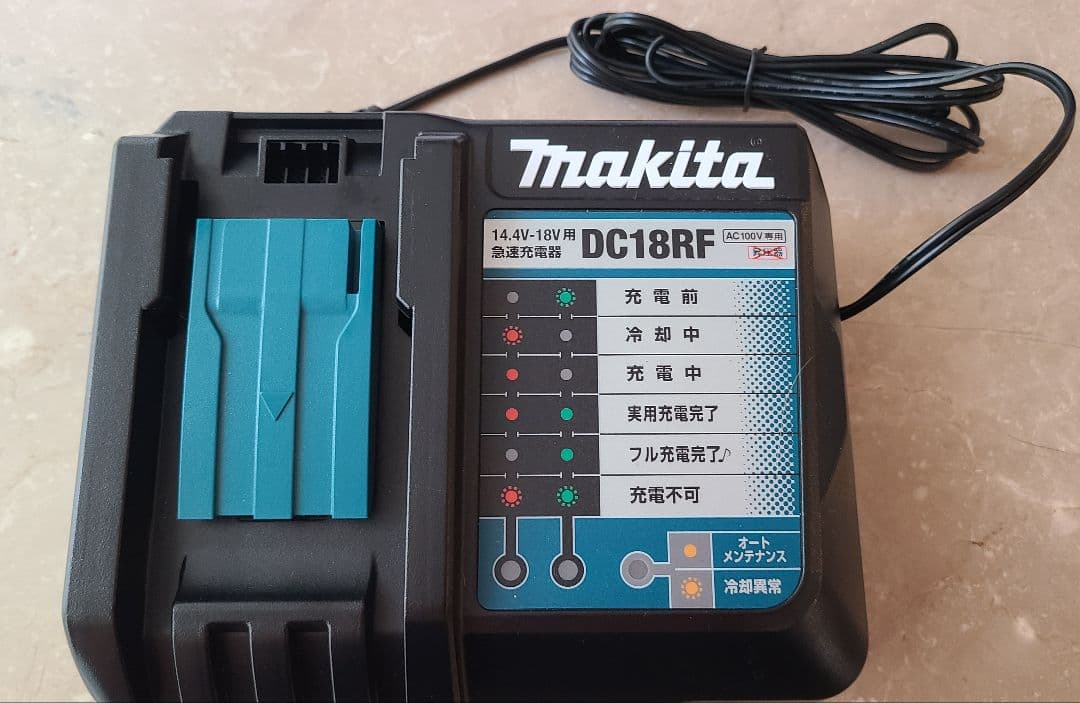 makita
14.4V-18V用
急速充電器
DC18RF
AC100V専用
昇圧器
充電前
冷却中
充電中
実用充電完了
フル充電完了♪
充電不可
オート
メンテナンス
冷却異常